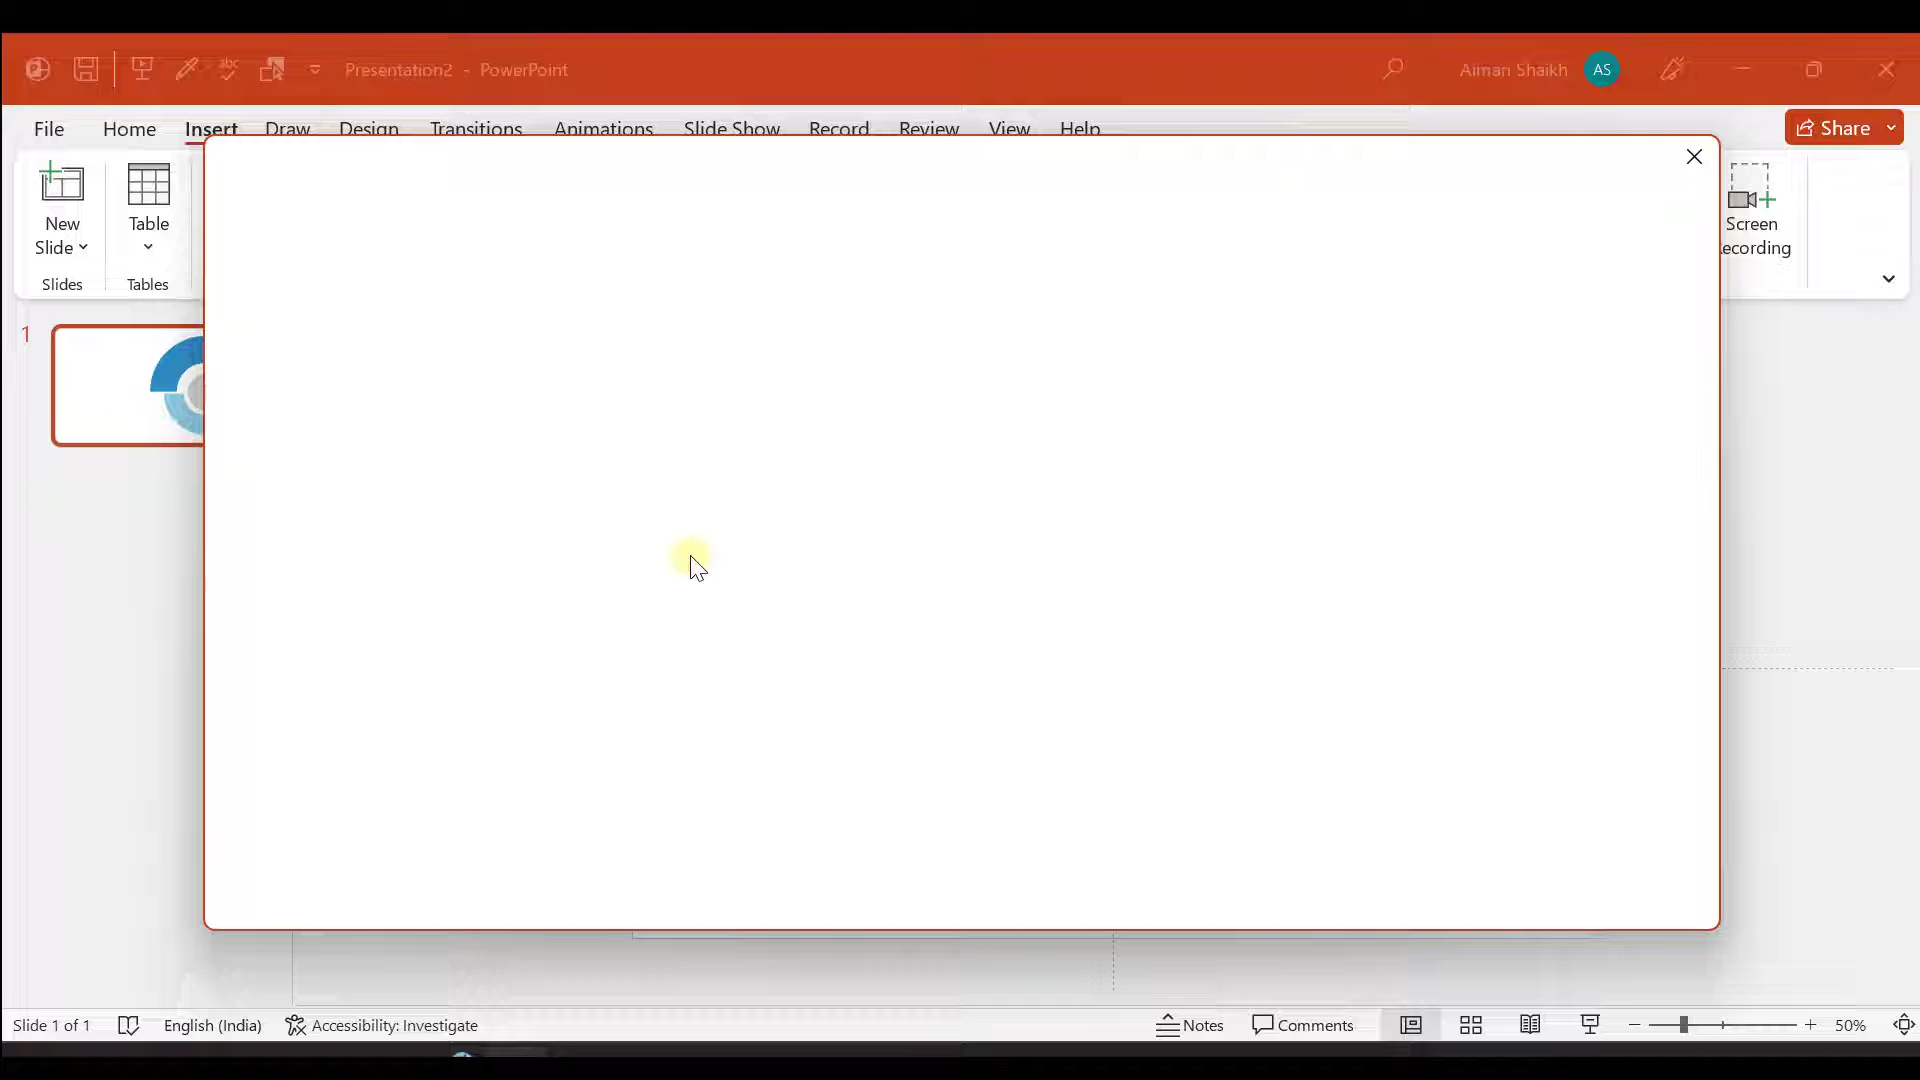 Presentation2 - PowerPoint
Aiman Shaikh AS
File Home Insert Draw Design Transitions Animations Slide Show Record Review View Help
Share
New
Slide
Table
Screen
ecording
Slides
Tables
1
Slide 1 of 1 English (India) Accessibility: Investigate Notes Comments 50%